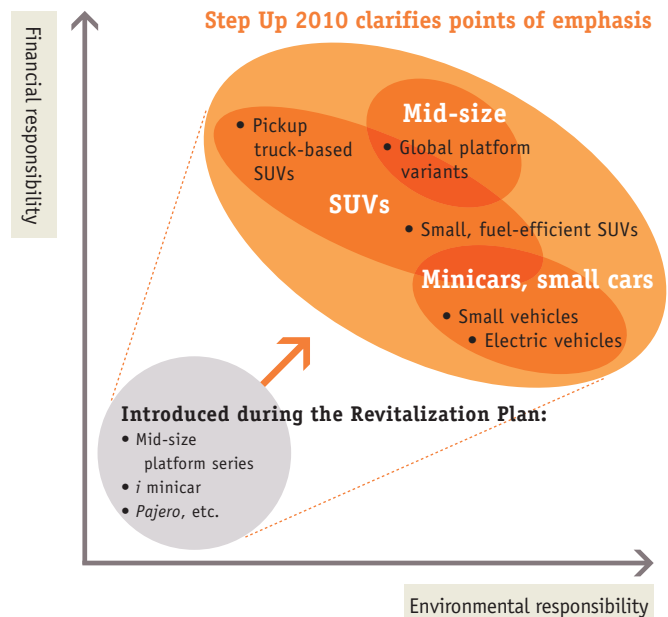 Step Up 2010 clarifies points of emphasis
Financial responsibility
Mid-size
• Global platform
variants
• Pickup
truck-based
SUVs
SUVs
• Small, fuel-efficient SUVs
Minicars, small cars
• Small vehicles
• Electric vehicles
Introduced during the Revitalization Plan:
• Mid-size
platform series
• i minicar
• Pajero, etc.
Environmental responsibility